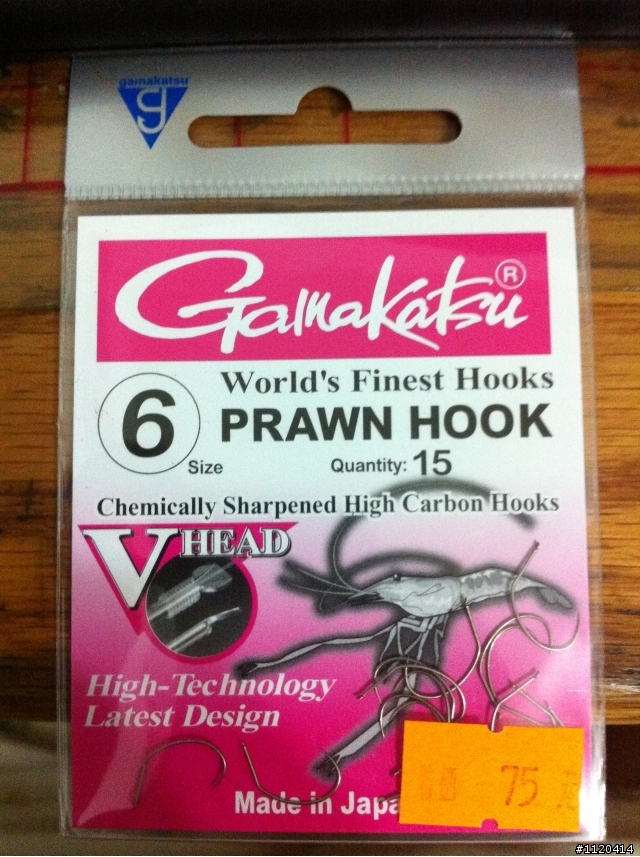 gamakatsu
g
Gamakatsu ®
World's Finest Hooks
6
PRAWN HOOK
Size
Quantity: 15
Chemically Sharpened High Carbon Hooks
V HEAD
High-Technology
Latest Design
75
Made in Japa
#1120414